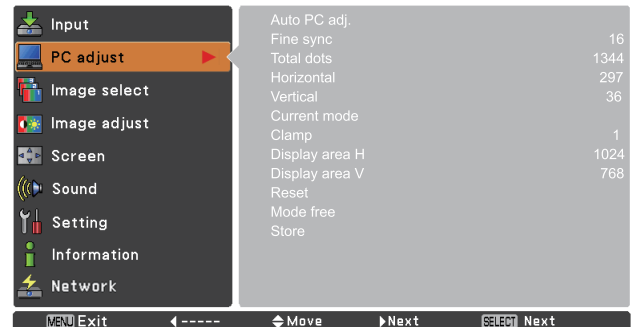 Input
PC adjust
Image select
Image adjust
Screen
Sound
Setting
Information
Network
Auto PC adj.
Fine sync 16
Total dots 1344
Horizontal 297
Vertical 36
Current mode
Clamp 1
Display area H 1024
Display area V 768
Reset
Mode free
Store
MENU Exit ----- Move Next SELECT Next